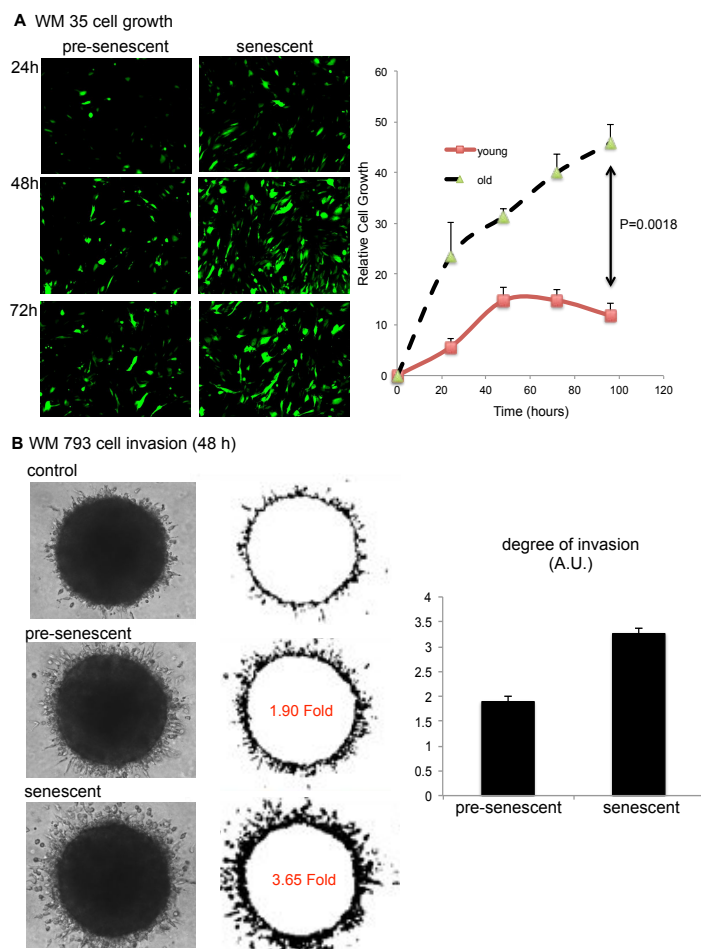 A WM 35 cell growth
pre-senescent senescent
24h
48h
72h
60
50
40
30
20
10
0
Relative Cell Growth
young
old
P=0.0018
0 20 40 60 80 100 120
Time (hours)
B WM 793 cell invasion (48 h)
control
pre-senescent
1.90 Fold
senescent
3.65 Fold
degree of invasion
(A.U.)
4
3.5
3
2.5
2
1.5
1
0.5
0
pre-senescent senescent